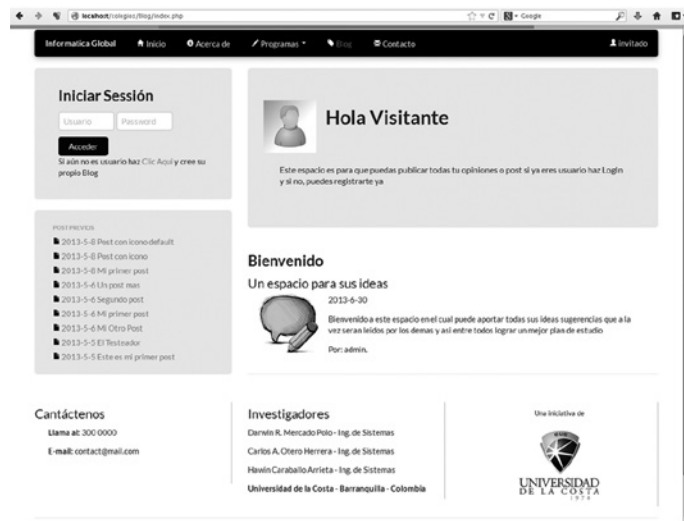 localhost/colegios/Blog/index.php
Google
Informatica Global Inicio Acerca de Programas Blog Contacto invitado
Iniciar Sessión
Usuario Password
Acceder
Si aún no es usuario haz Clic Aquí y cree su
propio Blog
Hola Visitante
Este espacio es para que puedas publicar todas tu opiniones o post si ya eres usuario haz Login
y si no, puedes registrarte ya
POST PREVIOS
2013-5-8 Post con icono default
2013-5-8 Post con icono
2013-5-8 Mi primer post
2013-5-6 Un post mas
2013-5-6 Segundo post
2013-5-6 Mi primer post
2013-5-6 Mi Otro Post
2013-5-5 El Testeador
2013-5-5 Este es mi primer post
Bienvenido
Un espacio para sus ideas
2013-6-30
Bienvenido a este espacio en el cual puede aportar todas sus ideas sugerencias que a la
vez seran leidos por los demas y asi entre todos lograr un mejor plan de estudio
Por: admin.
Cantáctenos
Llama al: 300 0000
E-mail: contact@mail.com
Investigadores
Darwin R. Mercado Polo - Ing. de Sistemas
Carlos A. Otero Herrera - Ing. de Sistemas
Hawin Caraballo Arrieta - Ing. de Sistemas
Universidad de la Costa - Barranquilla - Colombia
Una iniciativa de
UNIVERSIDAD
DE LA COSTA
1970